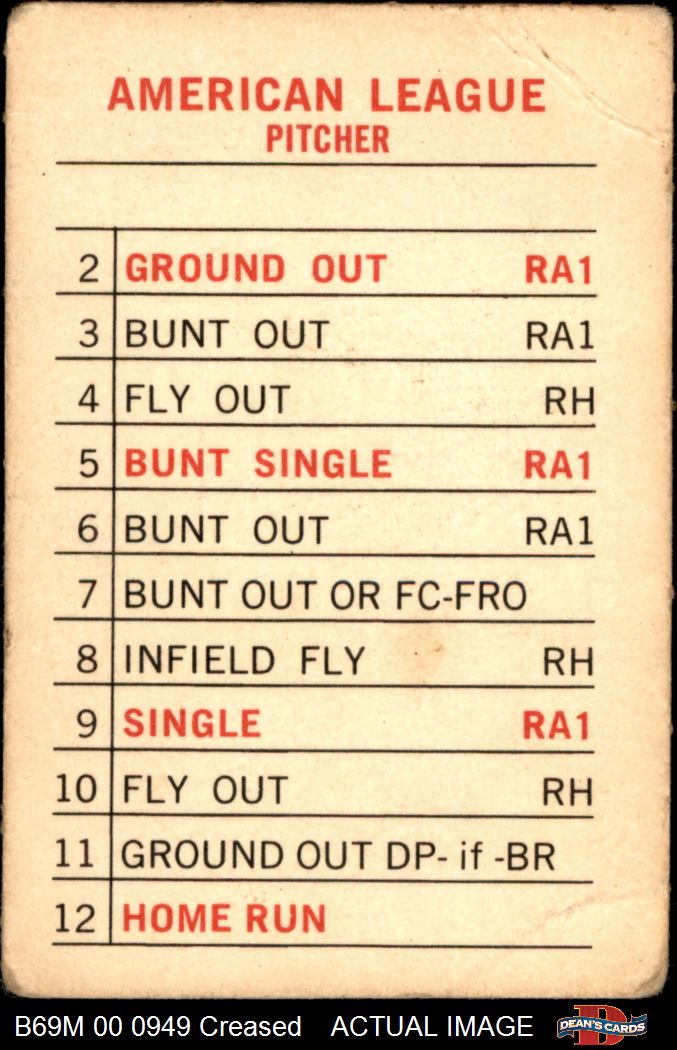 AMERICAN LEAGUE
PITCHER
2 GROUND OUT RA1
3 BUNT OUT RA1
4 FLY OUT RH
5 BUNT SINGLE RA1
6 BUNT OUT RA1
7 BUNT OUT OR FC-FRO
8 INFIELD FLY RH
9 SINGLE RA1
10 FLY OUT RH
11 GROUND OUT DP- if -BR
12 HOME RUN
B69M 00 0949 Creased ACTUAL IMAGE
D
DEAN'S CARDS